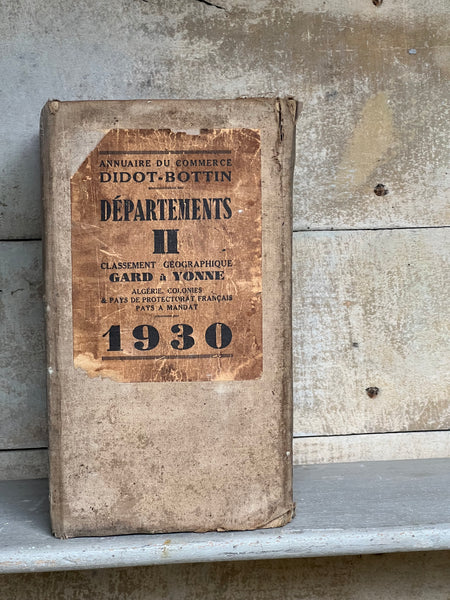 ANNUAIRE DU COMMERCE
DIDOT-BOTTIN
DÉPARTEMENTS
II
CLASSEMENT GÉOGRAPHIQUE
GARD à YONNE
ALGÉRIE, COLONIES
& PAYS DE PROTECTORAT FRANÇAIS
PAYS A MANDAT
1930